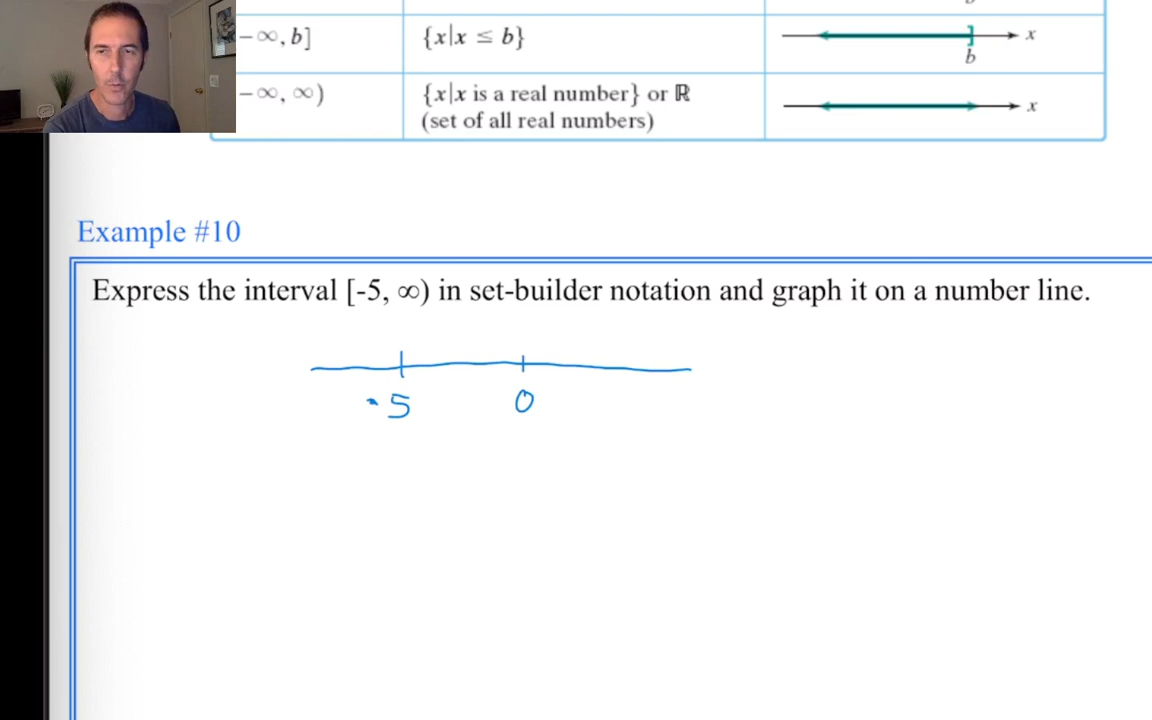 -∞, b]
{x|x ≤ b}
x
b
-∞, ∞)
{x|x is a real number} or ℝ
(set of all real numbers)
x
Example #10
Express the interval [-5, ∞) in set-builder notation and graph it on a number line.
-5 0